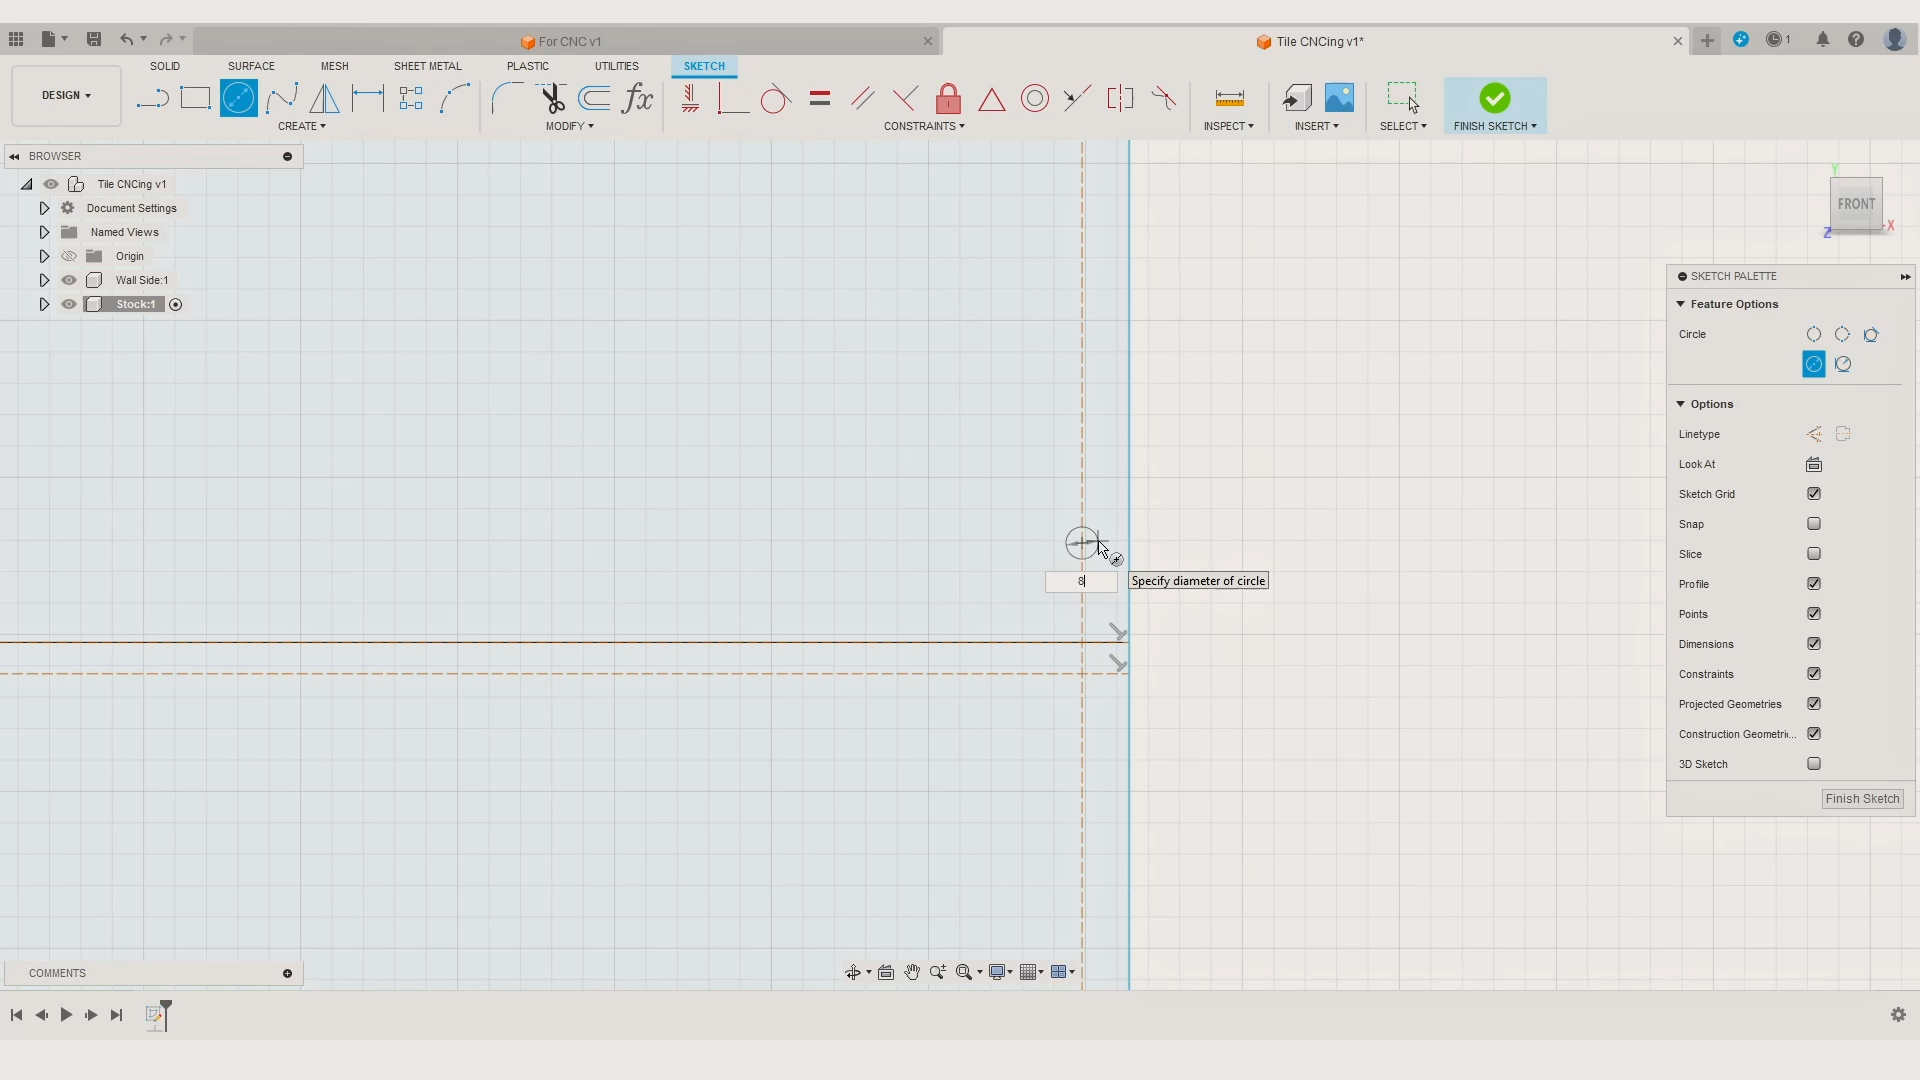 For CNC v1
Tile CNCing v1*
1
SOLID SURFACE MESH SHEET METAL PLASTIC UTILITIES SKETCH
DESIGN
fx
CREATE MODIFY CONSTRAINTS INSPECT INSERT SELECT FINISH SKETCH
BROWSER
Tile CNCing v1
Document Settings
Named Views
Origin
Wall Side:1
Stock:1
Y
FRONT
X
Z
SKETCH PALETTE
Feature Options
Circle
Options
Linetype
Look At
Sketch Grid
Snap
Slice
Profile
Points
Dimensions
Constraints
Projected Geometries
Construction Geometri...
3D Sketch
Finish Sketch
8
Specify diameter of circle
COMMENTS